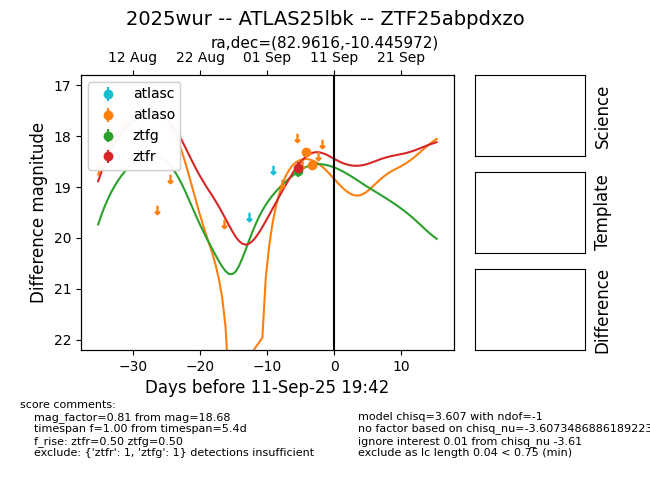 2025wur -- ATLAS25lbk -- ZTF25abpdxzo
ra,dec=(82.9616,-10.445972)
12 Aug 22 Aug 01 Sep 11 Sep 21 Sep
17
18
19
20
21
22
Difference magnitude
atlasc
atlaso
ztfg
ztfr
−30 −20 −10 0 10
Days before 11-Sep-25 19:42
Science
Template
Difference
score comments:
mag_factor=0.81 from mag=18.68
timespan f=1.00 from timespan=5.4d
f_rise: ztfr=0.50 ztfg=0.50
exclude: {'ztfr': 1, 'ztfg': 1} detections insufficient
model chisq=3.607 with ndof=-1
no factor based on chisq_nu=-3.6073486886189223
ignore interest 0.01 from chisq_nu -3.61
exclude as lc length 0.04 < 0.75 (min)